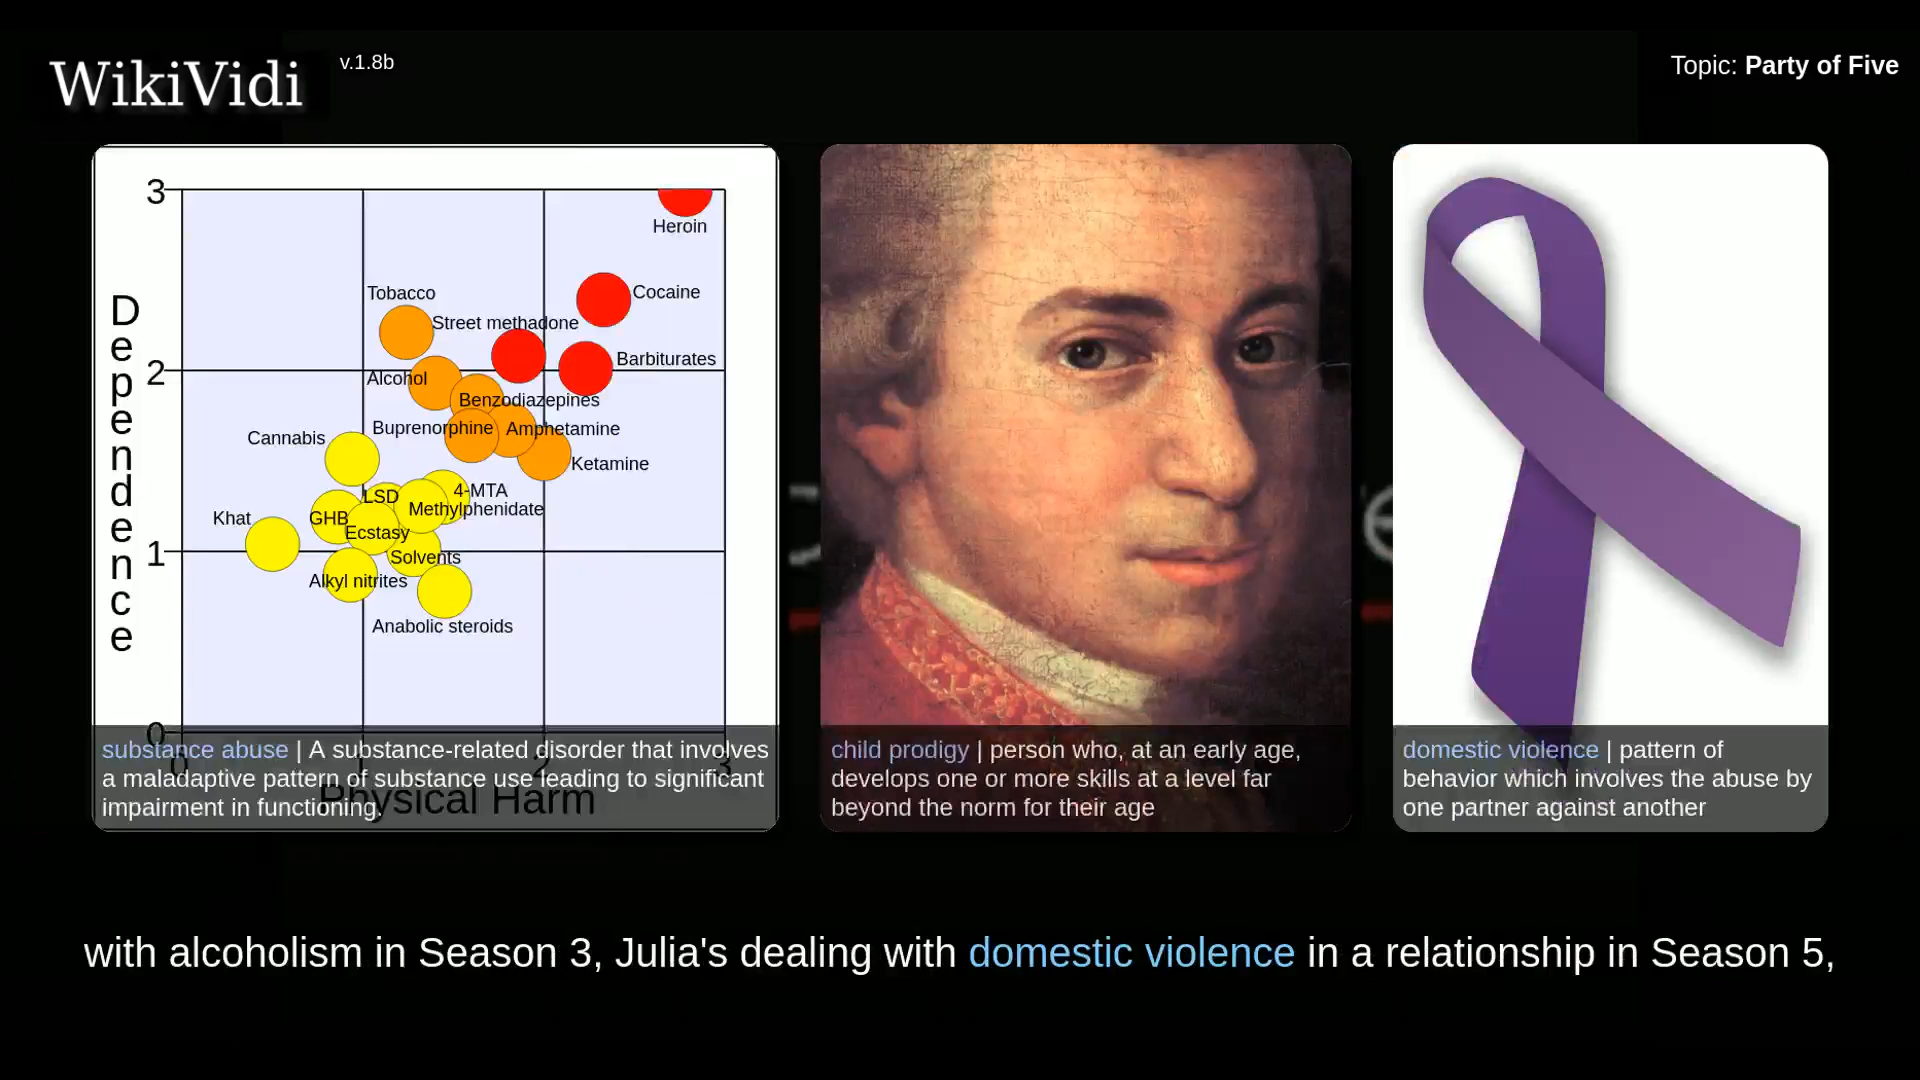 WikiVidi
v.1.8b
Topic: Party of Five
3
Heroin
Tobacco
Cocaine
Street methadone
Barbiturates
2
Alcohol
Benzodiazepines
Buprenorphine
Amphetamine
Cannabis
Ketamine
LSD
4-MTA
Methylphenidate
Khat
GHB
Ecstasy
1
Solvents
Alkyl nitrites
Anabolic steroids
Dependence
0
0
1
2
3
Physical Harm
substance abuse | A substance-related disorder that involves
a maladaptive pattern of substance use leading to significant
impairment in functioning.
child prodigy | person who, at an early age,
develops one or more skills at a level far
beyond the norm for their age
domestic violence | pattern of
behavior which involves the abuse by
one partner against another
with alcoholism in Season 3, Julia's dealing with domestic violence in a relationship in Season 5,